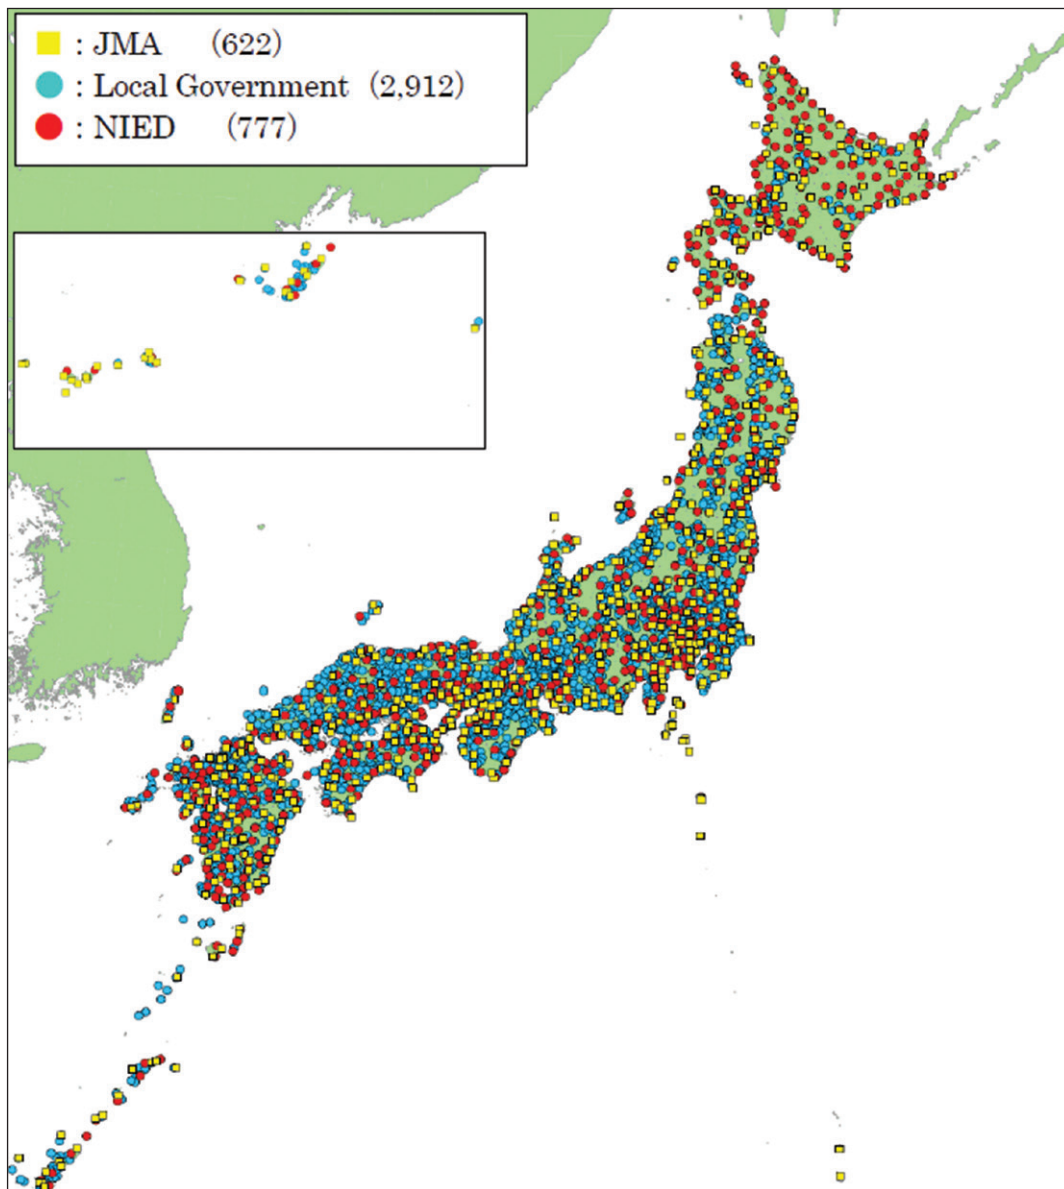 : JMA (622)
: Local Government (2,912)
: NIED (777)